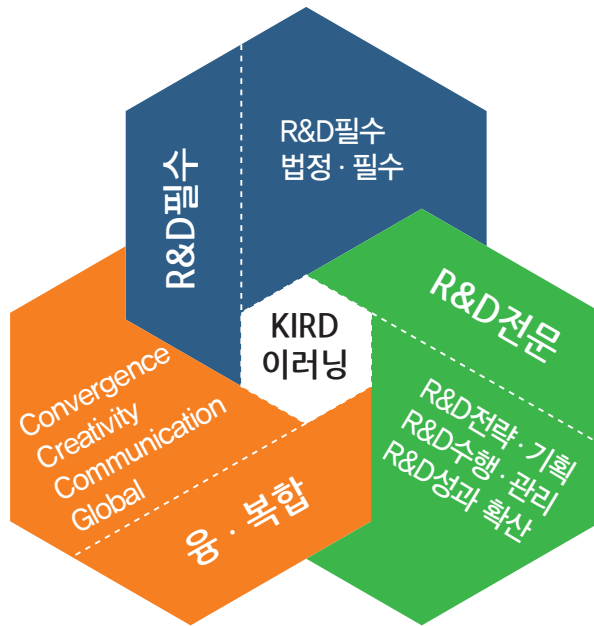 R&D필수
R&D필수
법정 · 필수
KIRD
이러닝
R&D전문
R&D전략 · 기획
R&D수행 · 관리
R&D성과 확산
Convergence
Creativity
Communication
Global
융 · 복합